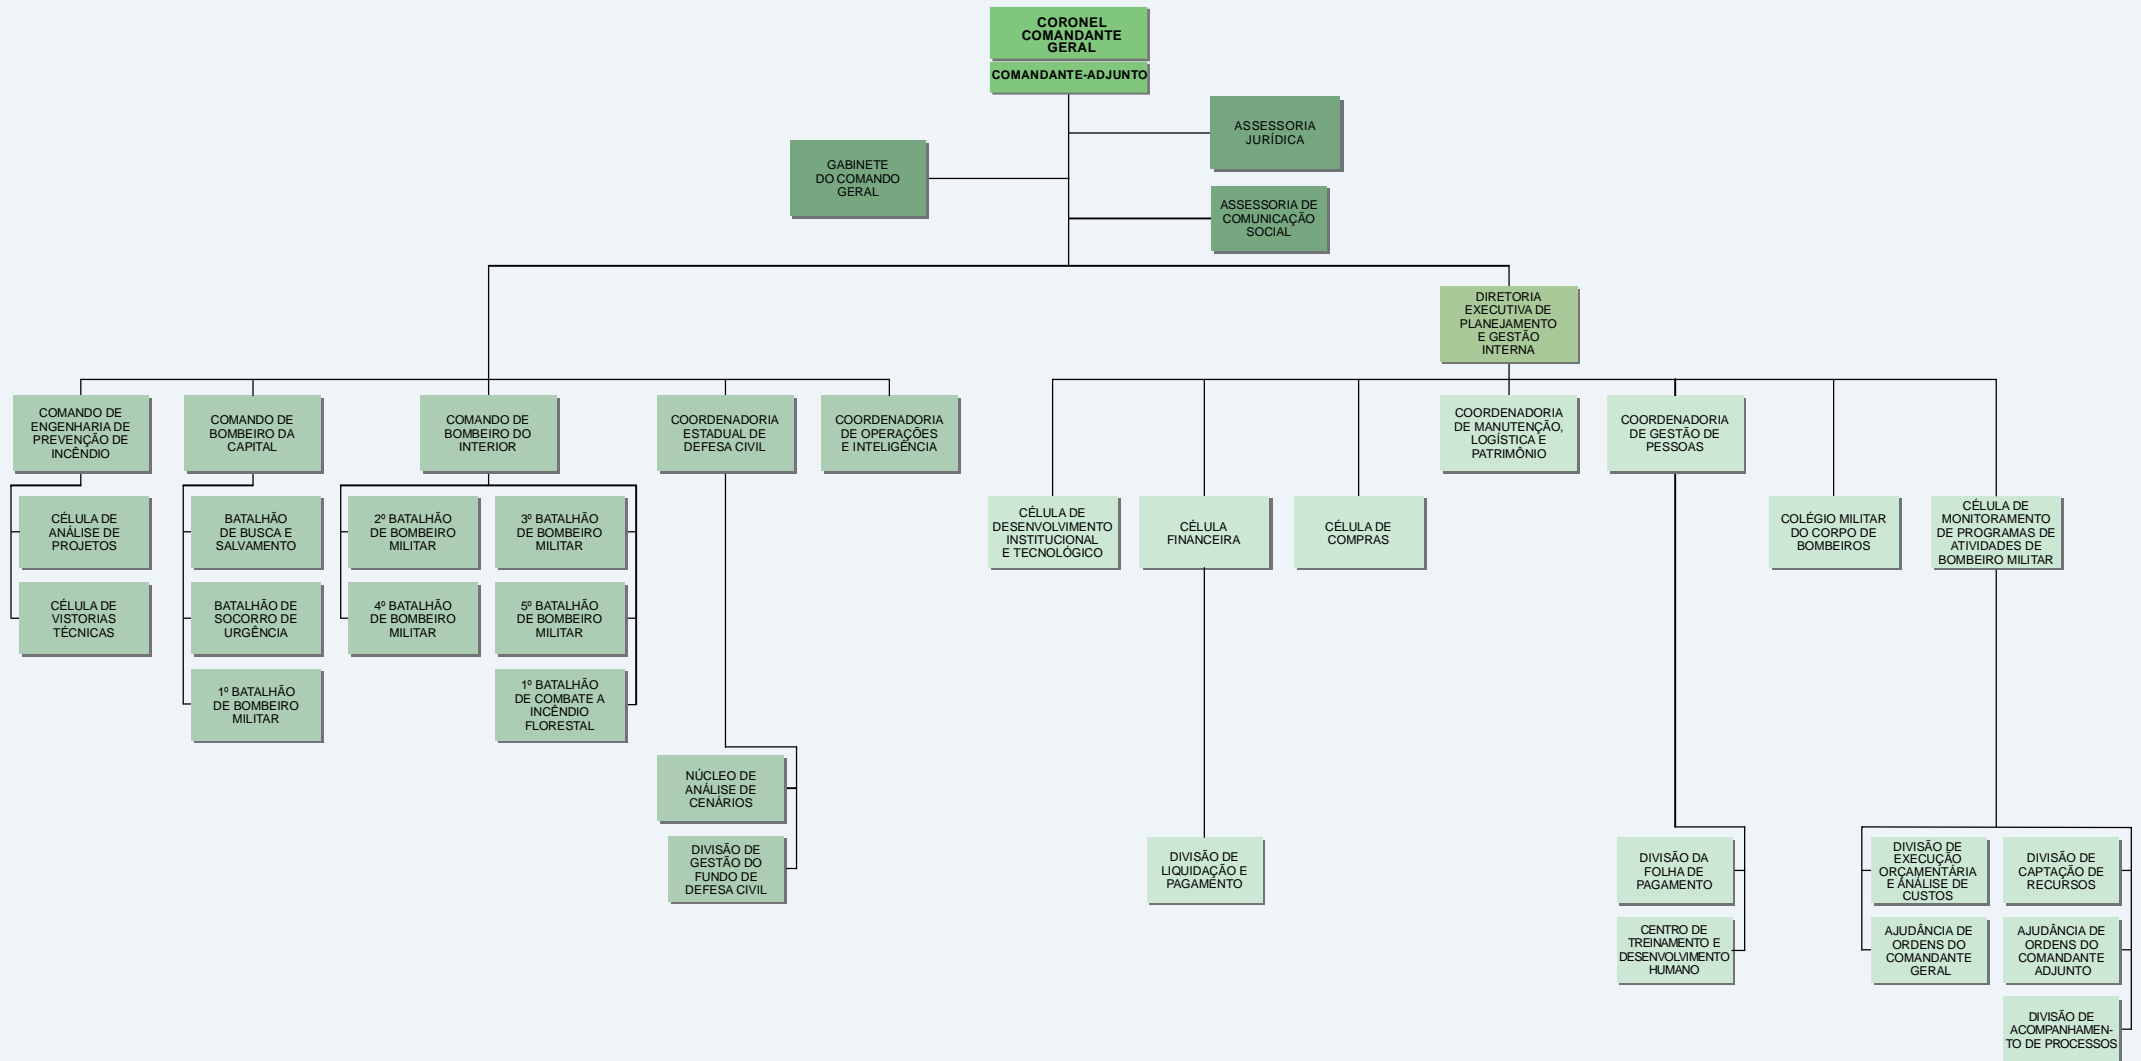 CORONEL
COMANDANTE
GERAL
COMANDANTE-ADJUNTO
ASSESSORIA
JURÍDICA
GABINETE
DO COMANDO
GERAL
ASSESSORIA DE
COMUNICAÇÃO
SOCIAL
DIRETORIA
EXECUTIVA DE
PLANEJAMENTO
E GESTÃO
INTERNA
COMANDO DE
ENGENHARIA DE
PREVENÇÃO DE
INCÊNDIO
COMANDO DE
BOMBEIRO DA
CAPITAL
COMANDO DE
BOMBEIRO DO
INTERIOR
COORDENADORIA
ESTADUAL DE
DEFESA CIVIL
COORDENADORIA
DE OPERAÇÕES
E INTELIGÊNCIA
COORDENADORIA
DE MANUTENÇÃO,
LOGÍSTICA E
PATRIMÔNIO
COORDENADORIA
DE GESTÃO DE
PESSOAS
CÉLULA DE
ANÁLISE DE
PROJETOS
BATALHÃO
DE BUSCA E
SALVAMENTO
2º BATALHÃO
DE BOMBEIRO
MILITAR
3º BATALHÃO
DE BOMBEIRO
MILITAR
CÉLULA DE
DESENVOLVIMENTO
INSTITUCIONAL
E TECNOLÓGICO
CÉLULA
FINANCEIRA
CÉLULA DE
COMPRAS
COLÉGIO MILITAR
DO CORPO DE
BOMBEIROS
CÉLULA DE
MONITORAMENTO
DE PROGRAMAS DE
ATIVIDADES DE
BOMBEIRO MILITAR
CÉLULA DE
VISTORIAS
TÉCNICAS
BATALHÃO DE
SOCORRO DE
URGÊNCIA
4º BATALHÃO
DE BOMBEIRO
MILITAR
5º BATALHÃO
DE BOMBEIRO
MILITAR
1º BATALHÃO
DE BOMBEIRO
MILITAR
1º BATALHÃO
DE COMBATE A
INCÊNDIO
FLORESTAL
NÚCLEO DE
ANÁLISE DE
CENÁRIOS
DIVISÃO DE
GESTÃO DO
FUNDO DE
DEFESA CIVIL
DIVISÃO DE
LIQUIDAÇÃO E
PAGAMENTO
DIVISÃO DA
FOLHA DE
PAGAMENTO
DIVISÃO DE
EXECUÇÃO
ORÇAMENTÁRIA
E ANÁLISE DE
CUSTOS
DIVISÃO DE
CAPTAÇÃO DE
RECURSOS
CENTRO DE
TREINAMENTO E
DESENVOLVIMENTO
HUMANO
AJUDÂNCIA DE
ORDENS DO
COMANDANTE
GERAL
AJUDÂNCIA DE
ORDENS DO
COMANDANTE
ADJUNTO
DIVISÃO DE
ACOMPANHAMEN-
TO DE PROCESSOS